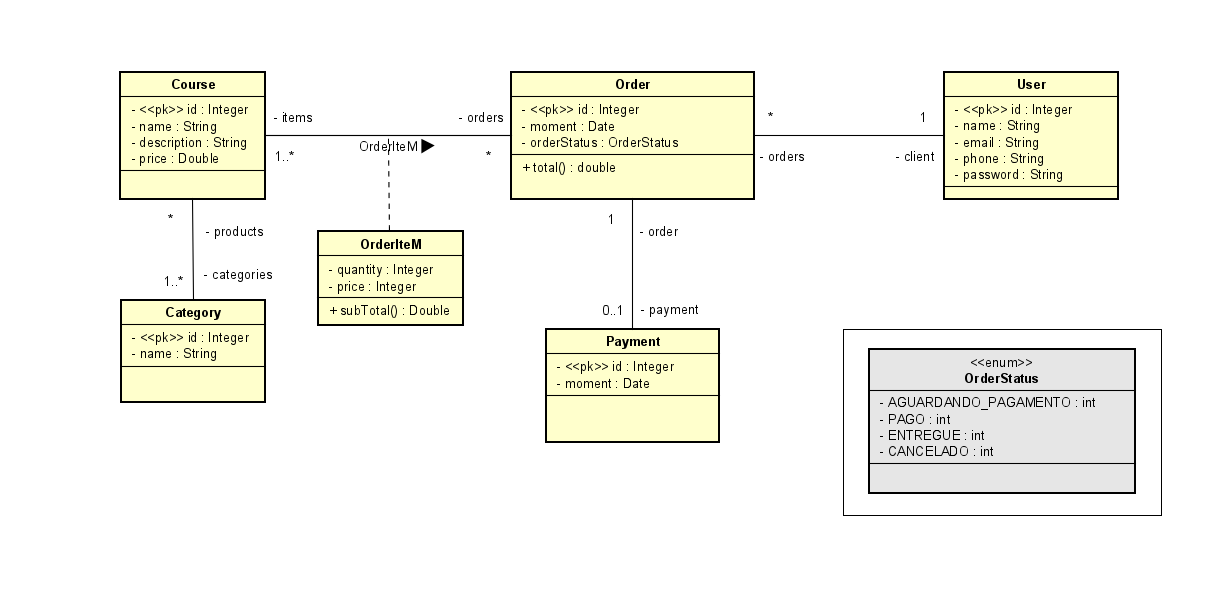 Course
- <<pk>> id : Integer
- name : String
- description : String
- price : Double
- items
1..*
OrderIteM
- orders
*
Order
- <<pk>> id : Integer
- moment : Date
- orderStatus : OrderStatus
+ total() : double
*
- orders
1
- client
User
- <<pk>> id : Integer
- name : String
- email : String
- phone : String
- password : String
*
- products
1..*
- categories
OrderIteM
- quantity : Integer
- price : Integer
+ subTotal() : Double
1
- order
0..1
- payment
Category
- <<pk>> id : Integer
- name : String
Payment
- <<pk>> id : Integer
- moment : Date
<<enum>>
OrderStatus
- AGUARDANDO_PAGAMENTO : int
- PAGO : int
- ENTREGUE : int
- CANCELADO : int